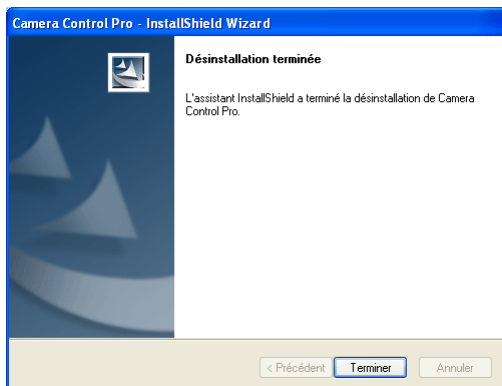 Camera Control Pro - InstallShield Wizard
Désinstallation terminée
L'assistant InstallShield a terminé la désinstallation de Camera
Control Pro.
< Précédent Terminer Annuler